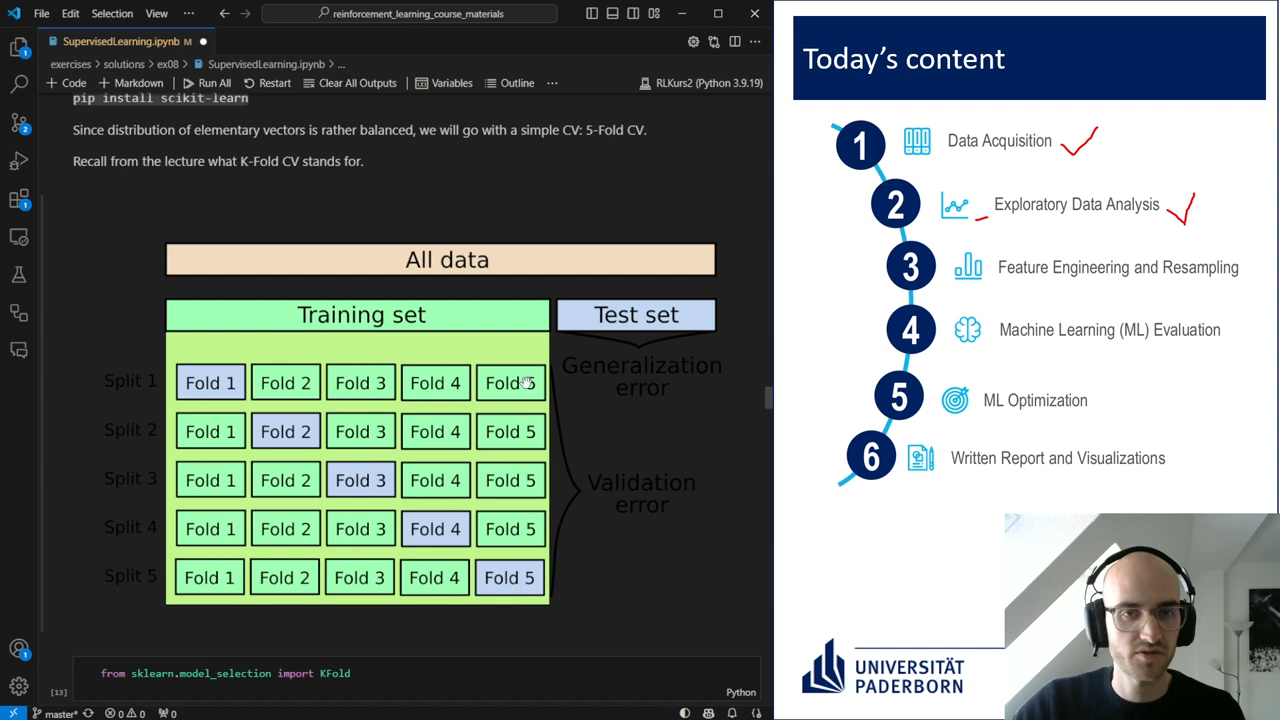 File Edit Selection View ···
reinforcement_learning_course_materials
SupervisedLearning.ipynb M
exercises > solutions > ex08 > SupervisedLearning.ipynb > ...
+ Code + Markdown Run All Restart Clear All Outputs Variables Outline ··· RLKurs2 (Python 3.9.19)
pip install scikit-learn
Since distribution of elementary vectors is rather balanced, we will go with a simple CV: 5-Fold CV.
Recall from the lecture what K-Fold CV stands for.
All data
Training set Test set
Generalization
error
Split 1 Fold 1 Fold 2 Fold 3 Fold 4 Fold 5
Split 2 Fold 1 Fold 2 Fold 3 Fold 4 Fold 5
Split 3 Fold 1 Fold 2 Fold 3 Fold 4 Fold 5
Split 4 Fold 1 Fold 2 Fold 3 Fold 4 Fold 5
Split 5 Fold 1 Fold 2 Fold 3 Fold 4 Fold 5
Validation
error
from sklearn.model_selection import KFold
[13] Python
master* 0 0 0
Today's content
1 Data Acquisition
2 Exploratory Data Analysis
3 Feature Engineering and Resampling
4 Machine Learning (ML) Evaluation
5 ML Optimization
6 Written Report and Visualizations
UNIVERSITÄT
PADERBORN